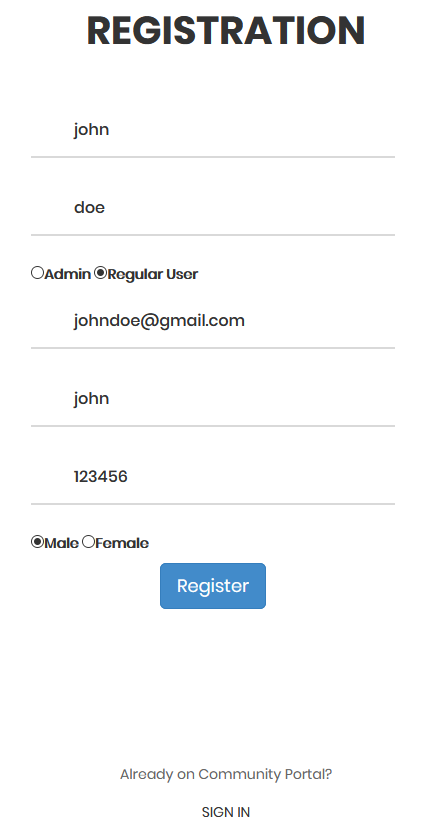 REGISTRATION
john
doe
Admin Regular User
johndoe@gmail.com
john
123456
Male Female
Register
Already on Community Portal?
SIGN IN